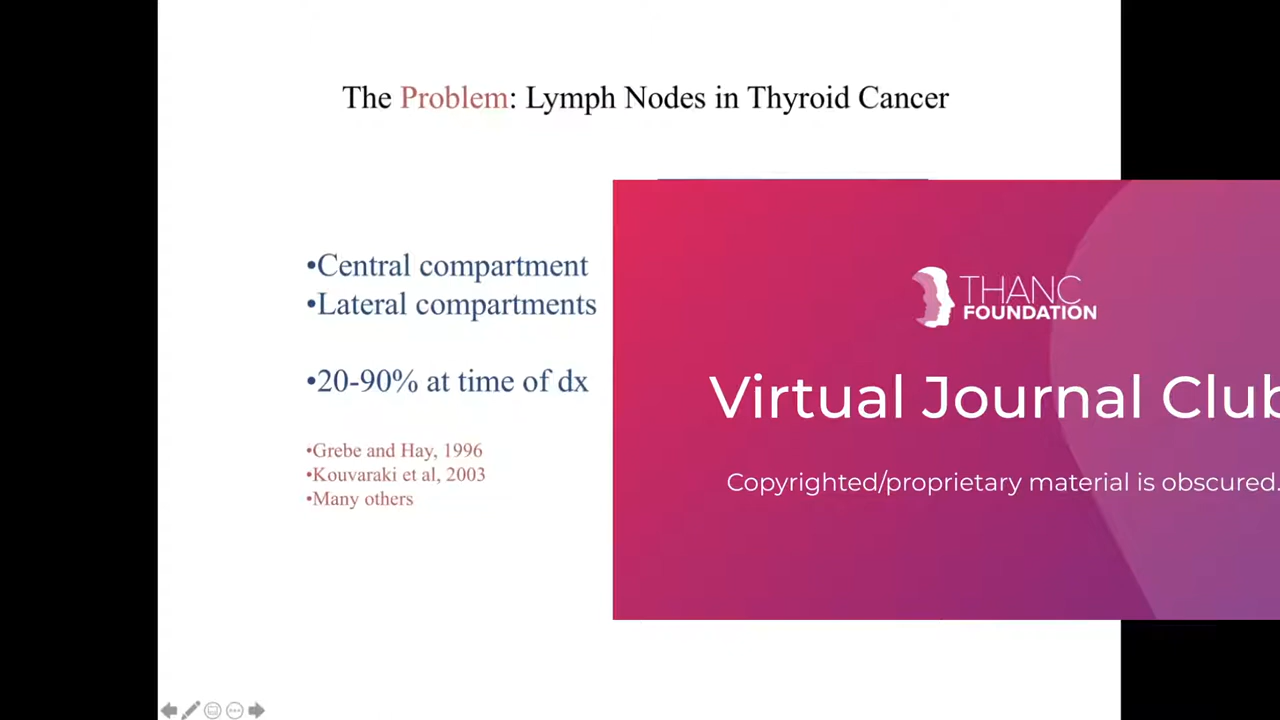 The Problem: Lymph Nodes in Thyroid Cancer
•Central compartment
•Lateral compartments
•20-90% at time of dx
•Grebe and Hay, 1996
•Kouvaraki et al, 2003
•Many others
THANC
FOUNDATION
Virtual Journal Club
Copyrighted/proprietary material is obscured.